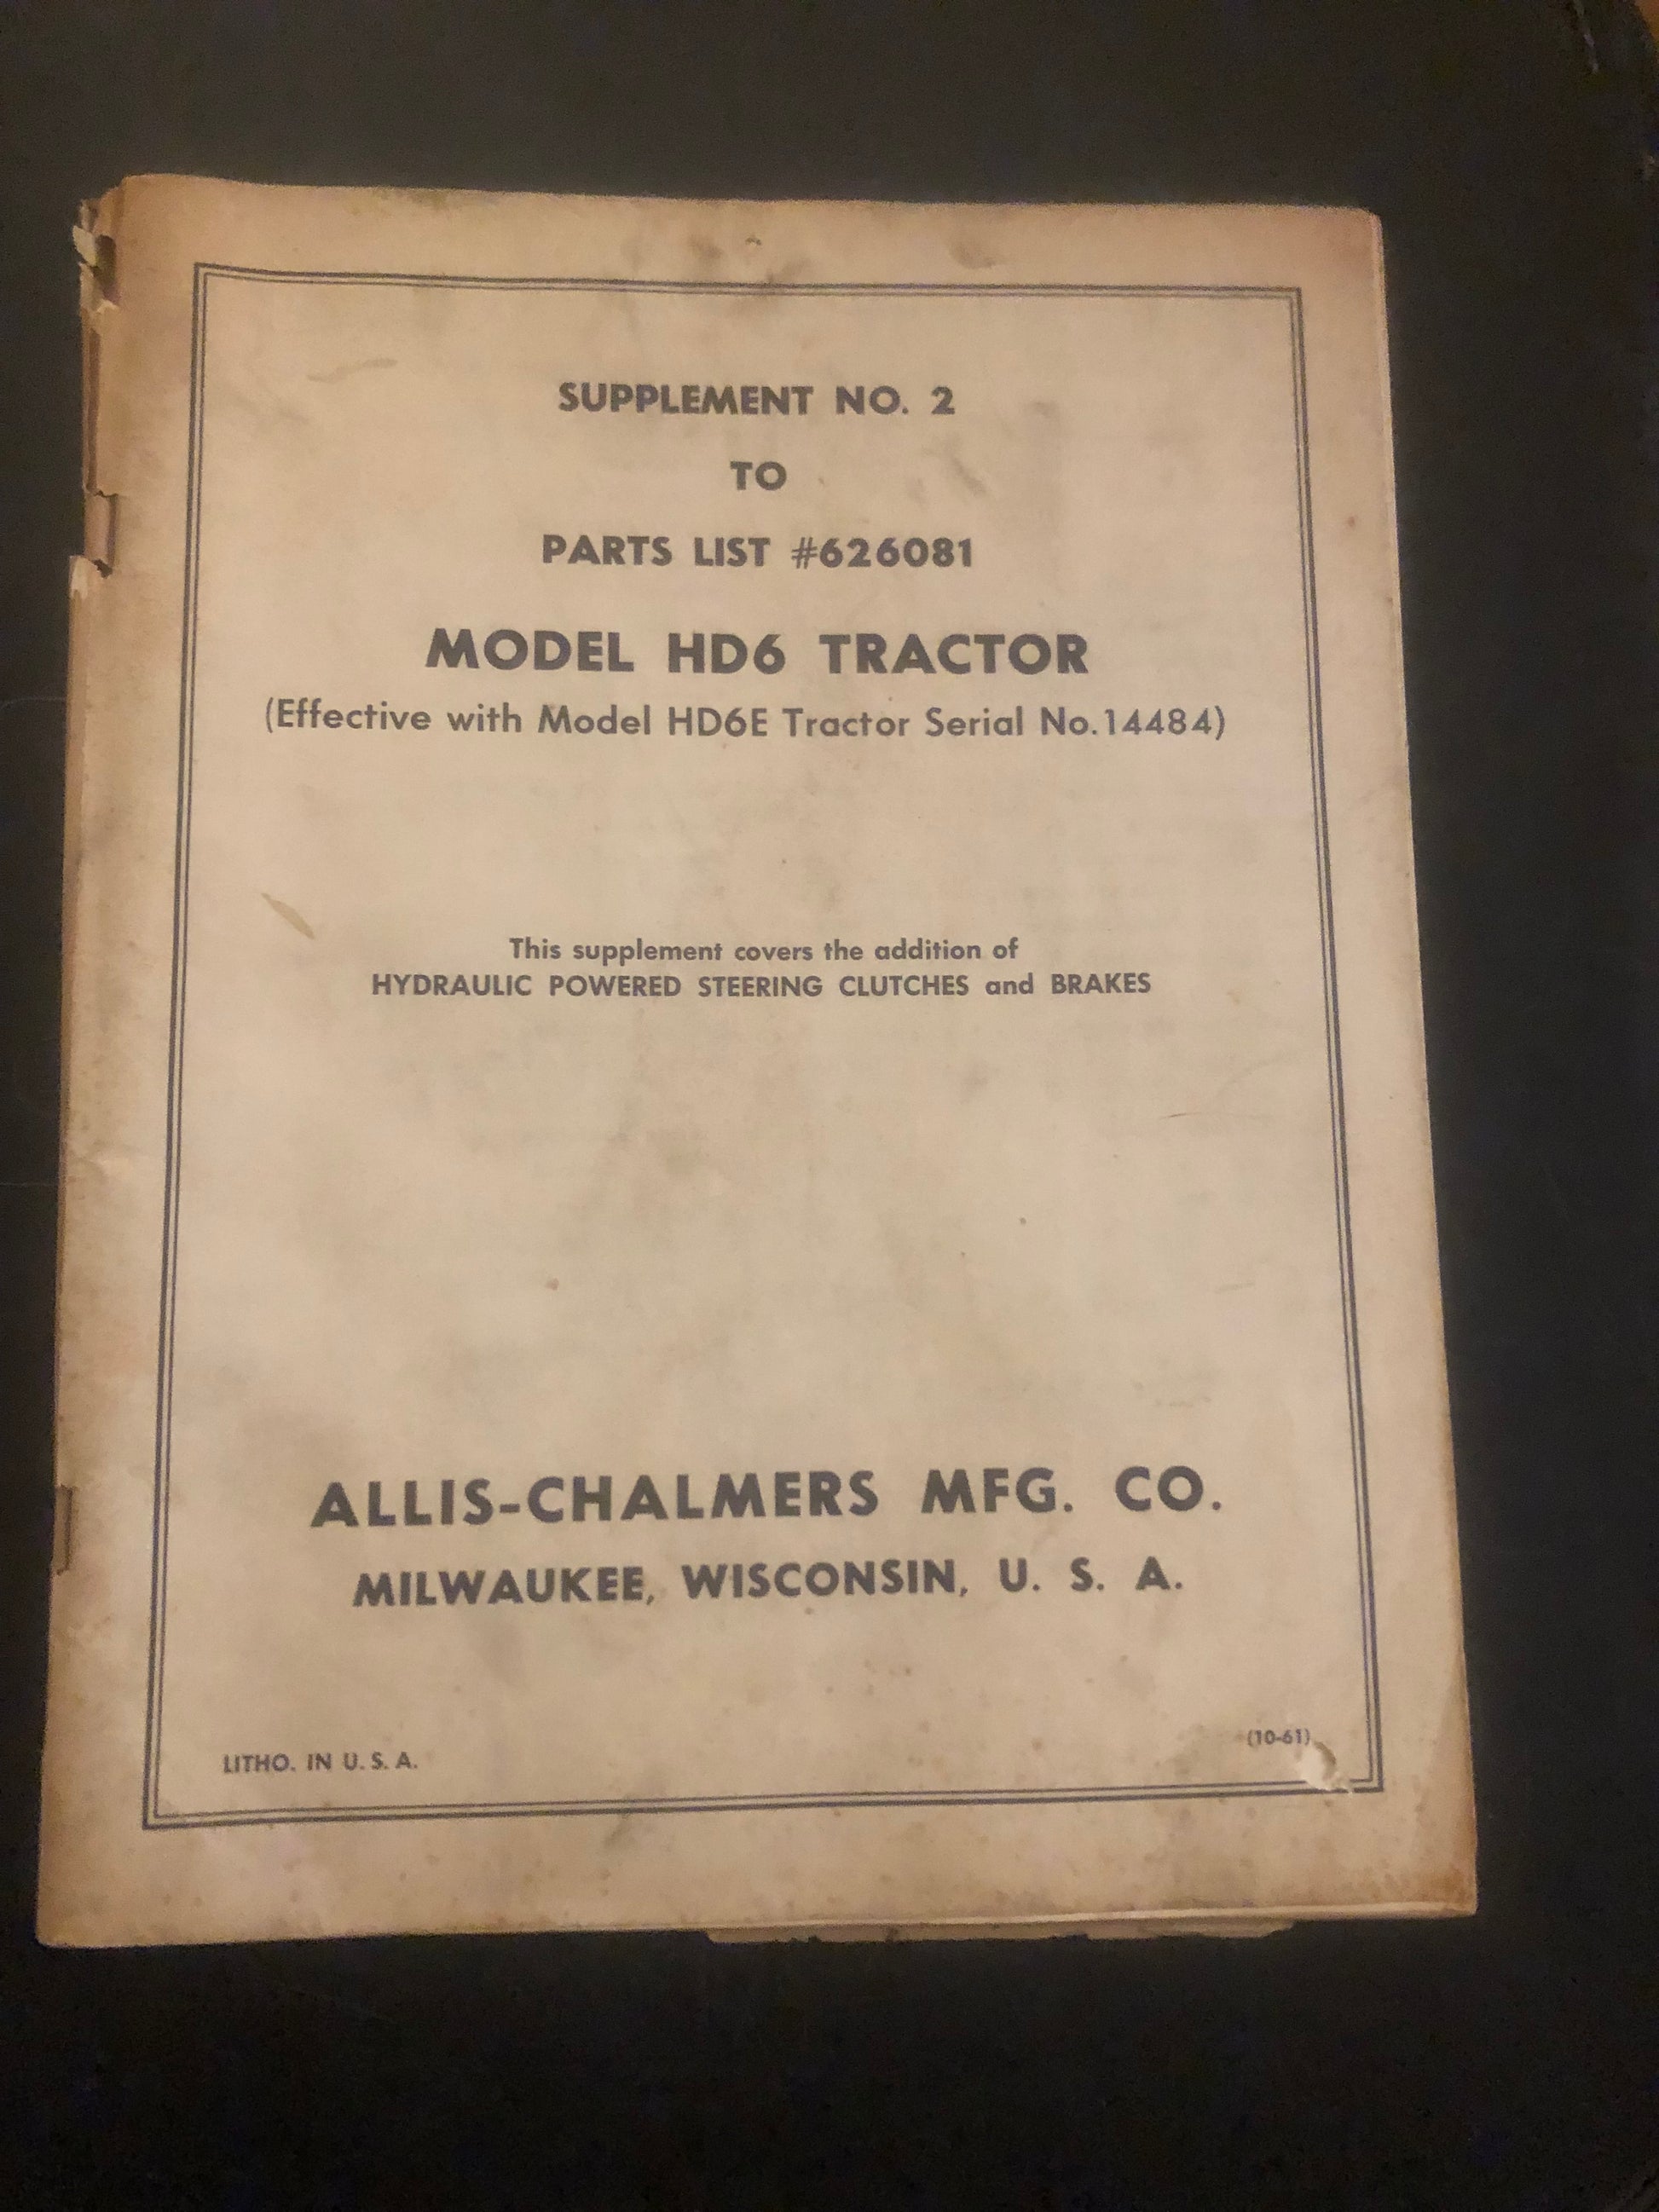 SUPPLEMENT NO. 2
TO
PARTS LIST #626081
MODEL HD6 TRACTOR
(Effective with Model HD6E Tractor Serial No.14484)
This supplement covers the addition of
HYDRAULIC POWERED STEERING CLUTCHES and BRAKES
ALLIS-CHALMERS MFG. CO.
MILWAUKEE, WISCONSIN, U. S. A.
LITHO. IN U. S. A.
(10-61)